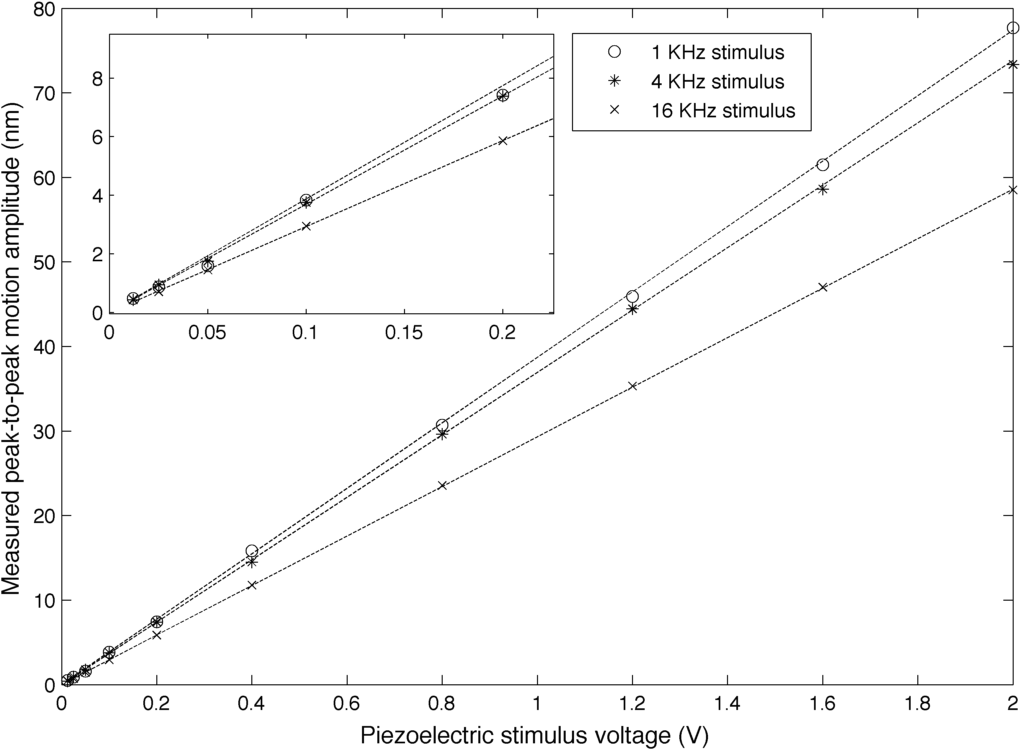 80
70
60
50
40
30
20
10
0
Measured peak-to-peak motion amplitude (nm)
8
6
4
2
0
0 0.05 0.1 0.15 0.2
1 KHz stimulus
4 KHz stimulus
16 KHz stimulus
0 0.2 0.4 0.6 0.8 1 1.2 1.4 1.6 1.8 2
Piezoelectric stimulus voltage (V)